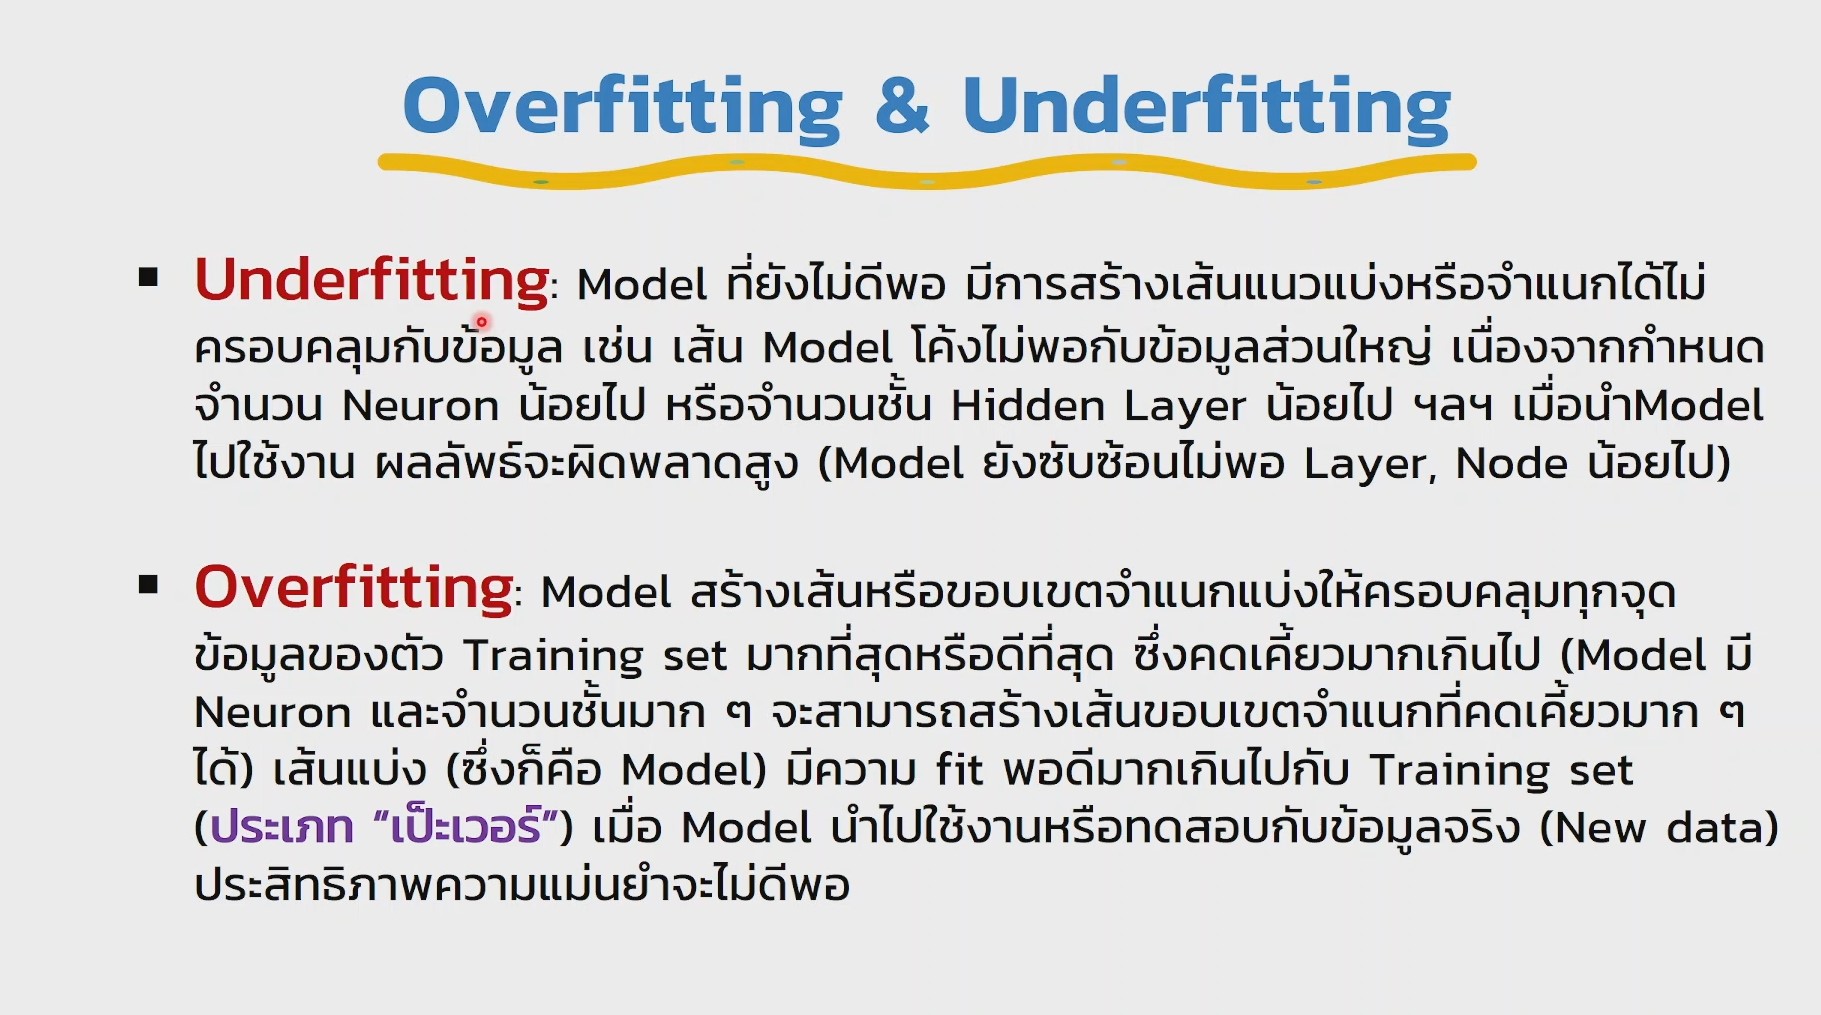 Overfitting & Underfitting
▪ Underfitting: Model ที่ยังไม่ดีพอ มีการสร้างเส้นแนวแบ่งหรือจำแนกได้ไม่
ครอบคลุมกับข้อมูล เช่น เส้น Model โค้งไม่พอกับข้อมูลส่วนใหญ่ เนื่องจากกำหนด
จำนวน Neuron น้อยไป หรือจำนวนชั้น Hidden Layer น้อยไป ฯลฯ เมื่อนำModel
ไปใช้งาน ผลลัพธ์จะผิดพลาดสูง (Model ยังซับซ้อนไม่พอ Layer, Node น้อยไป)
▪ Overfitting: Model สร้างเส้นหรือขอบเขตจำแนกแบ่งให้ครอบคลุมทุกจุด
ข้อมูลของตัว Training set มากที่สุดหรือดีที่สุด ซึ่งคดเคี้ยวมากเกินไป (Model มี
Neuron และจำนวนชั้นมาก ๆ จะสามารถสร้างเส้นขอบเขตจำแนกที่คดเคี้ยวมาก ๆ
ได้) เส้นแบ่ง (ซึ่งก็คือ Model) มีความ fit พอดีมากเกินไปกับ Training set
(ประเภท “เป๊ะเวอร์”) เมื่อ Model นำไปใช้งานหรือทดสอบกับข้อมูลจริง (New data)
ประสิทธิภาพความแม่นยำจะไม่ดีพอ